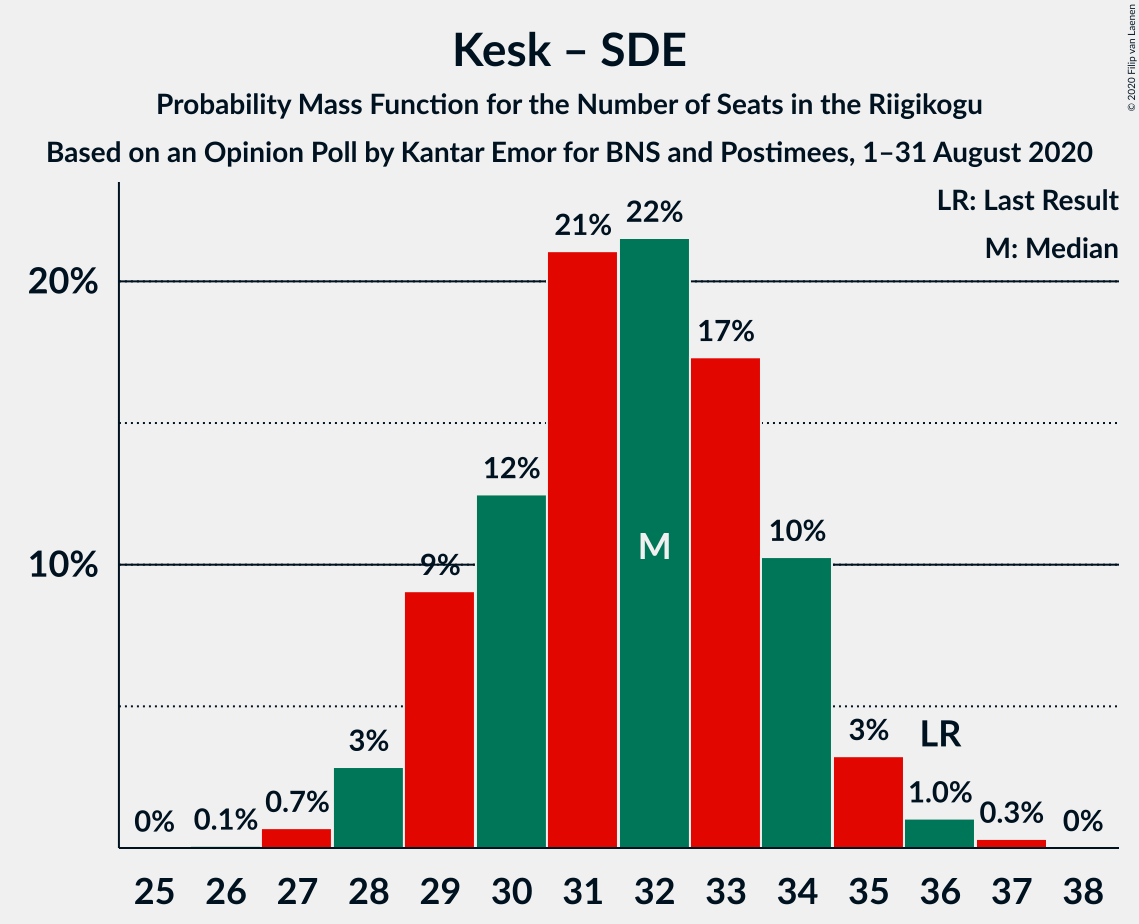 Kesk – SDE
Probability Mass Function for the Number of Seats in the Riigikogu
Based on an Opinion Poll by Kantar Emor for BNS and Postimees, 1–31 August 2020
© 2020 Filip van Laenen
LR: Last Result
M: Median
20%
10%
0%
0.1%
0.7%
3%
9%
12%
21%
22%
17%
10%
3%
1.0%
0.3%
0%
M
LR
25 26 27 28 29 30 31 32 33 34 35 36 37 38